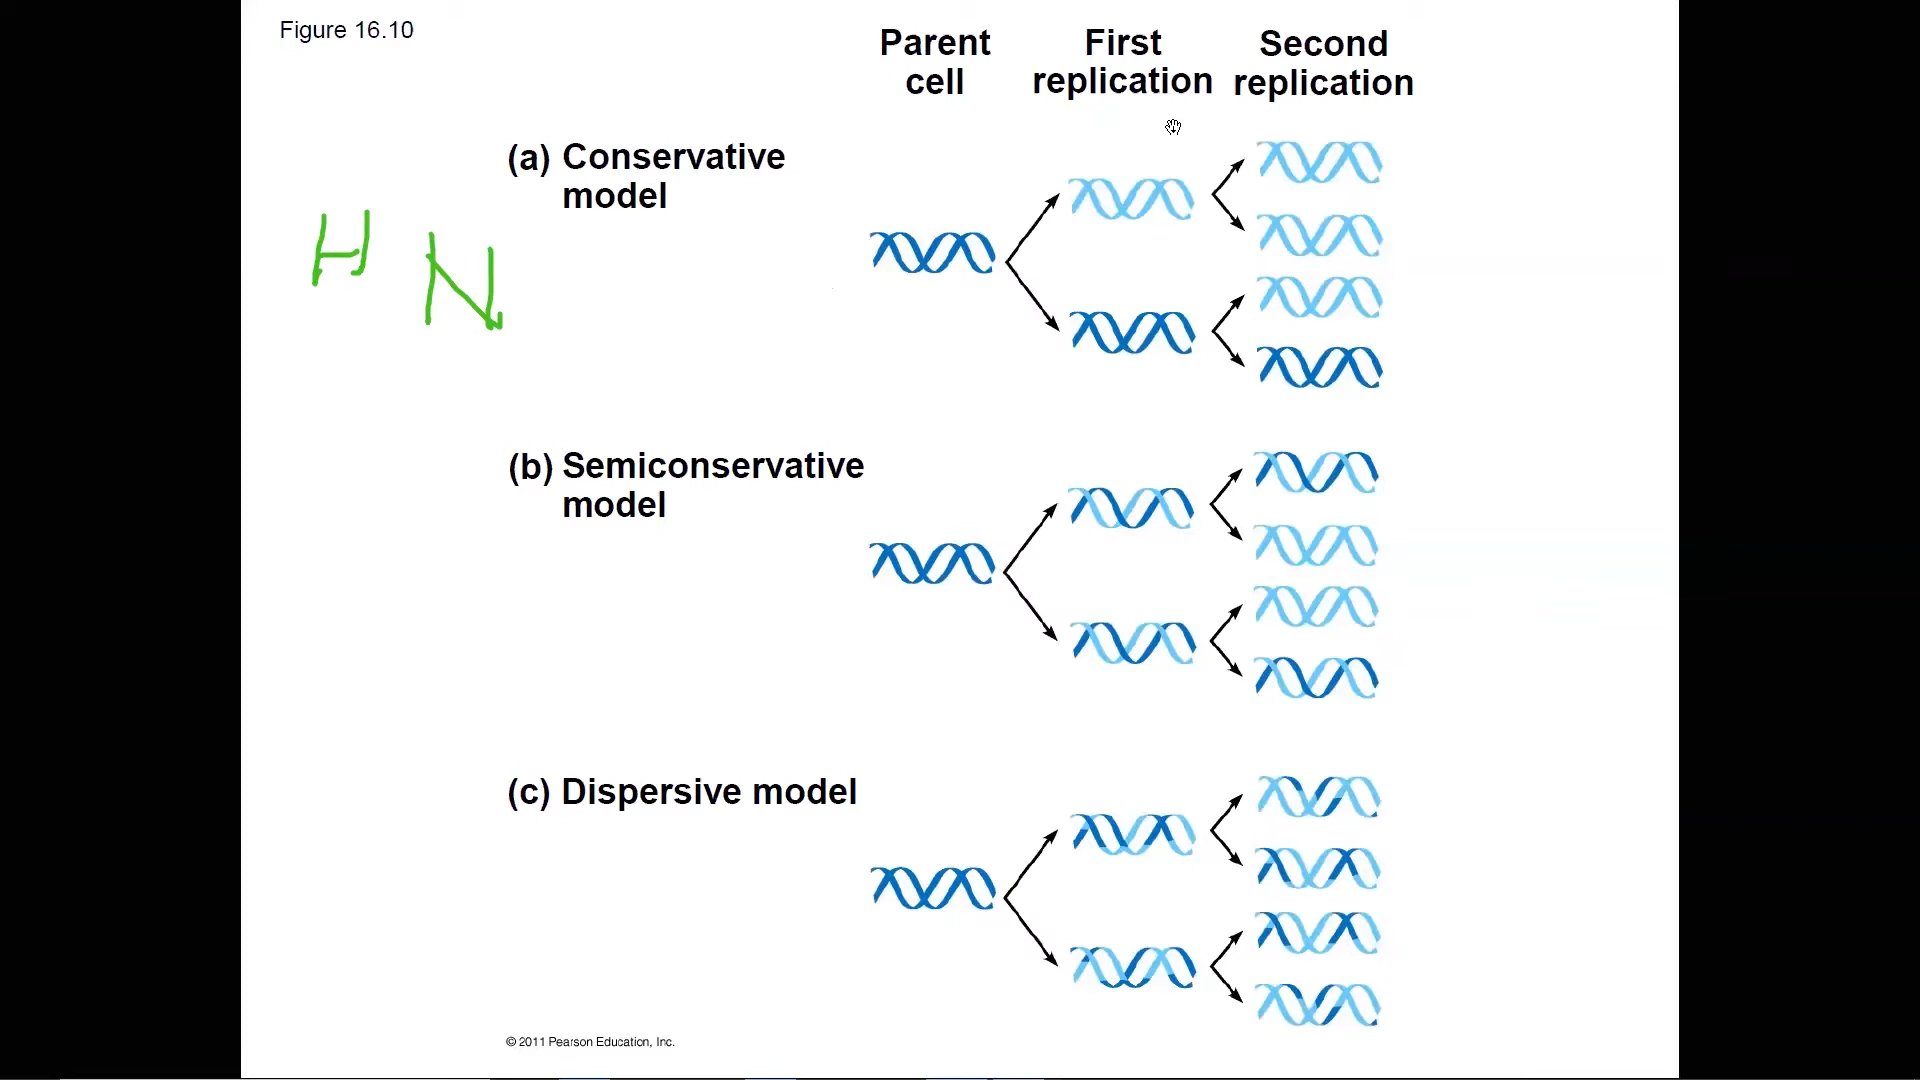 Figure 16.10
Parent cell
First replication
Second replication
(a) Conservative model
H N
(b) Semiconservative model
(c) Dispersive model
© 2011 Pearson Education, Inc.